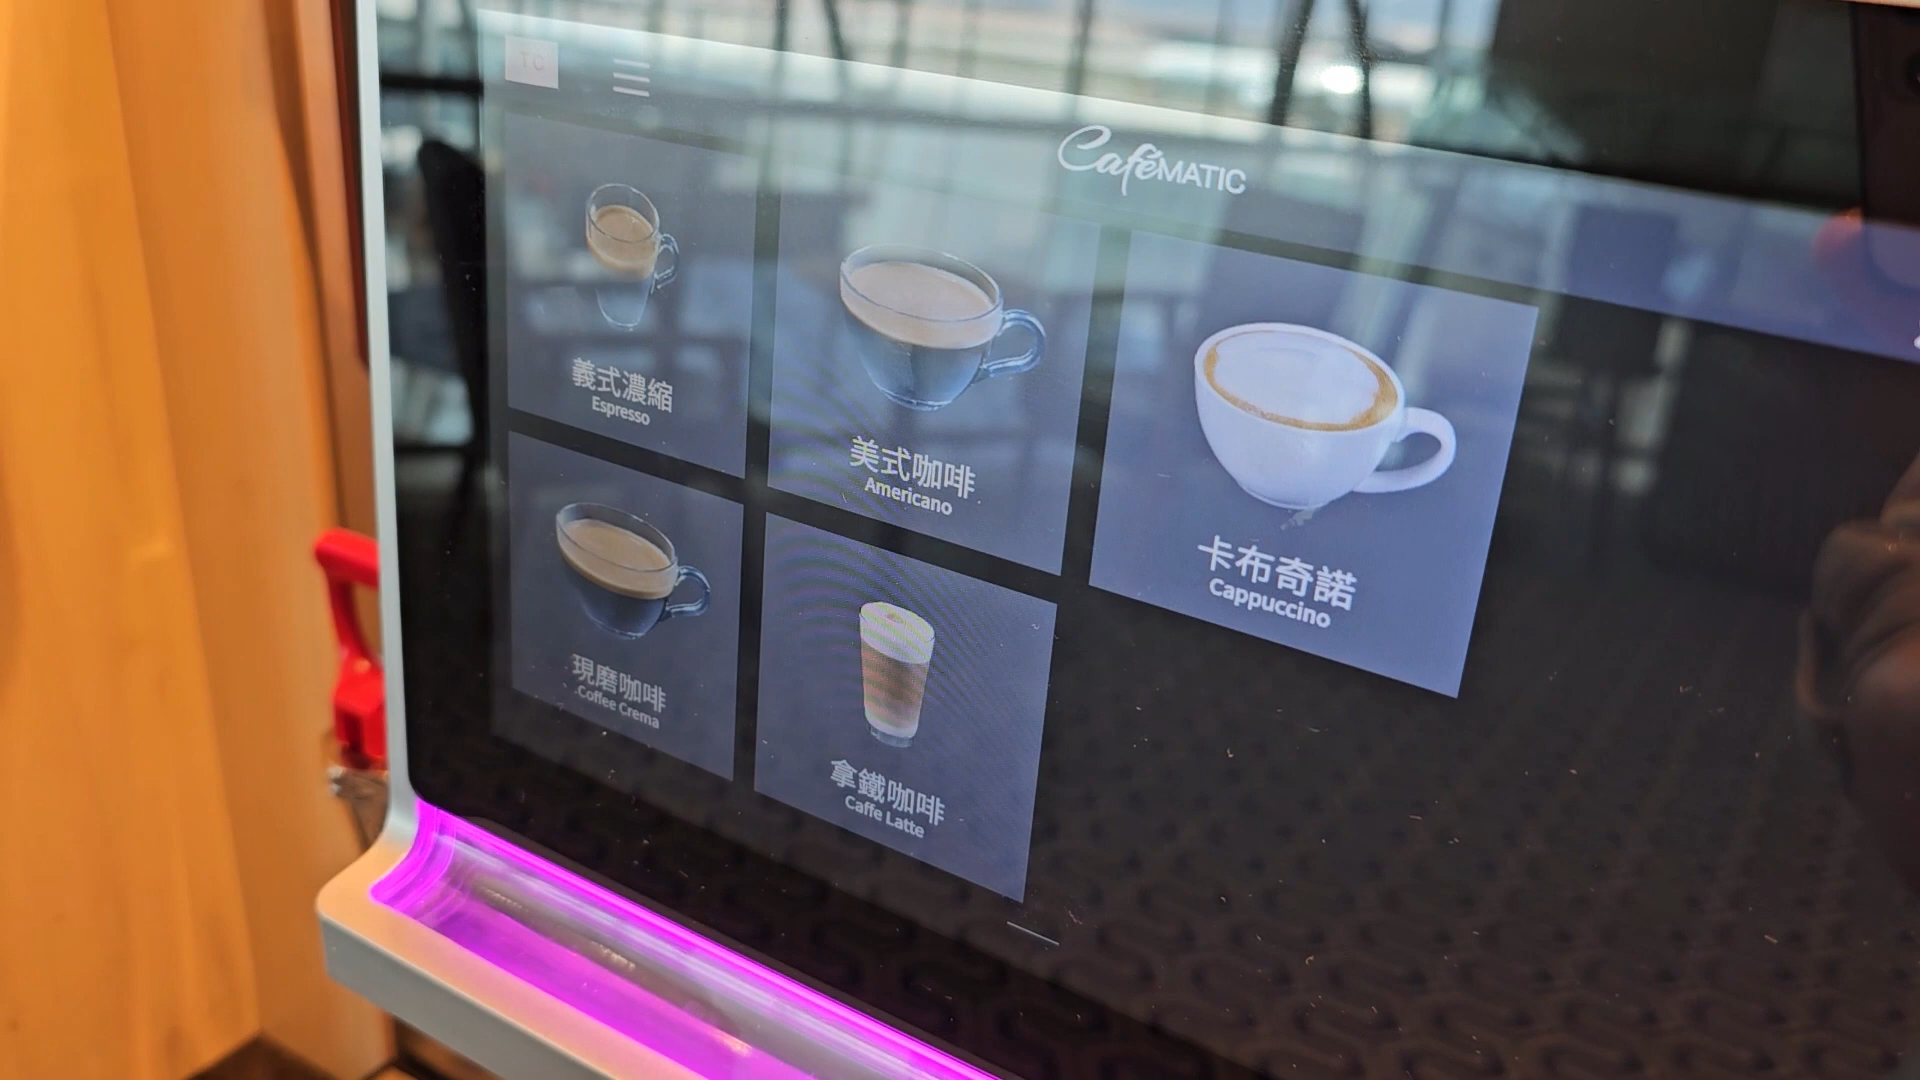 TC
CaféMATIC
義式濃縮
Espresso
美式咖啡
Americano
卡布奇諾
Cappuccino
現磨咖啡
Coffee Crema
拿鐵咖啡
Caffe Latte